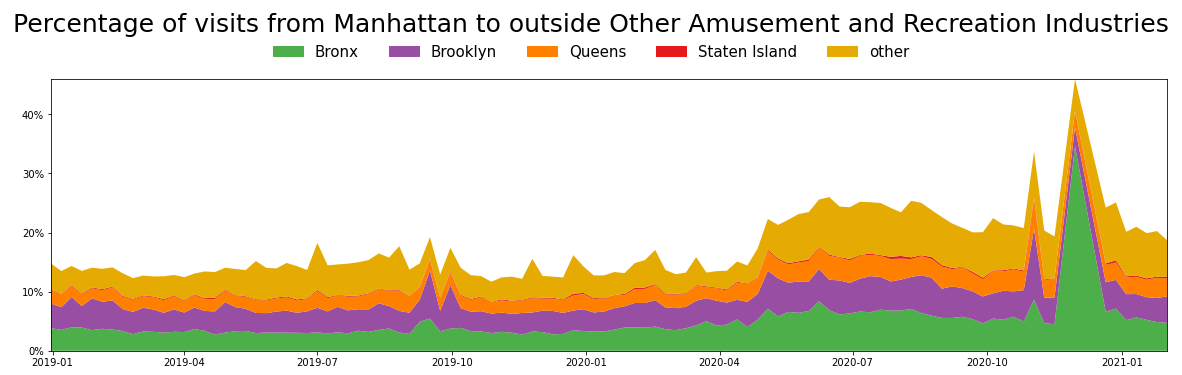 Percentage of visits from Manhattan to outside Other Amusement and Recreation Industries
Bronx Brooklyn Queens Staten Island other
40%
30%
20%
10%
0%
2019-01 2019-04 2019-07 2019-10 2020-01 2020-04 2020-07 2020-10 2021-01